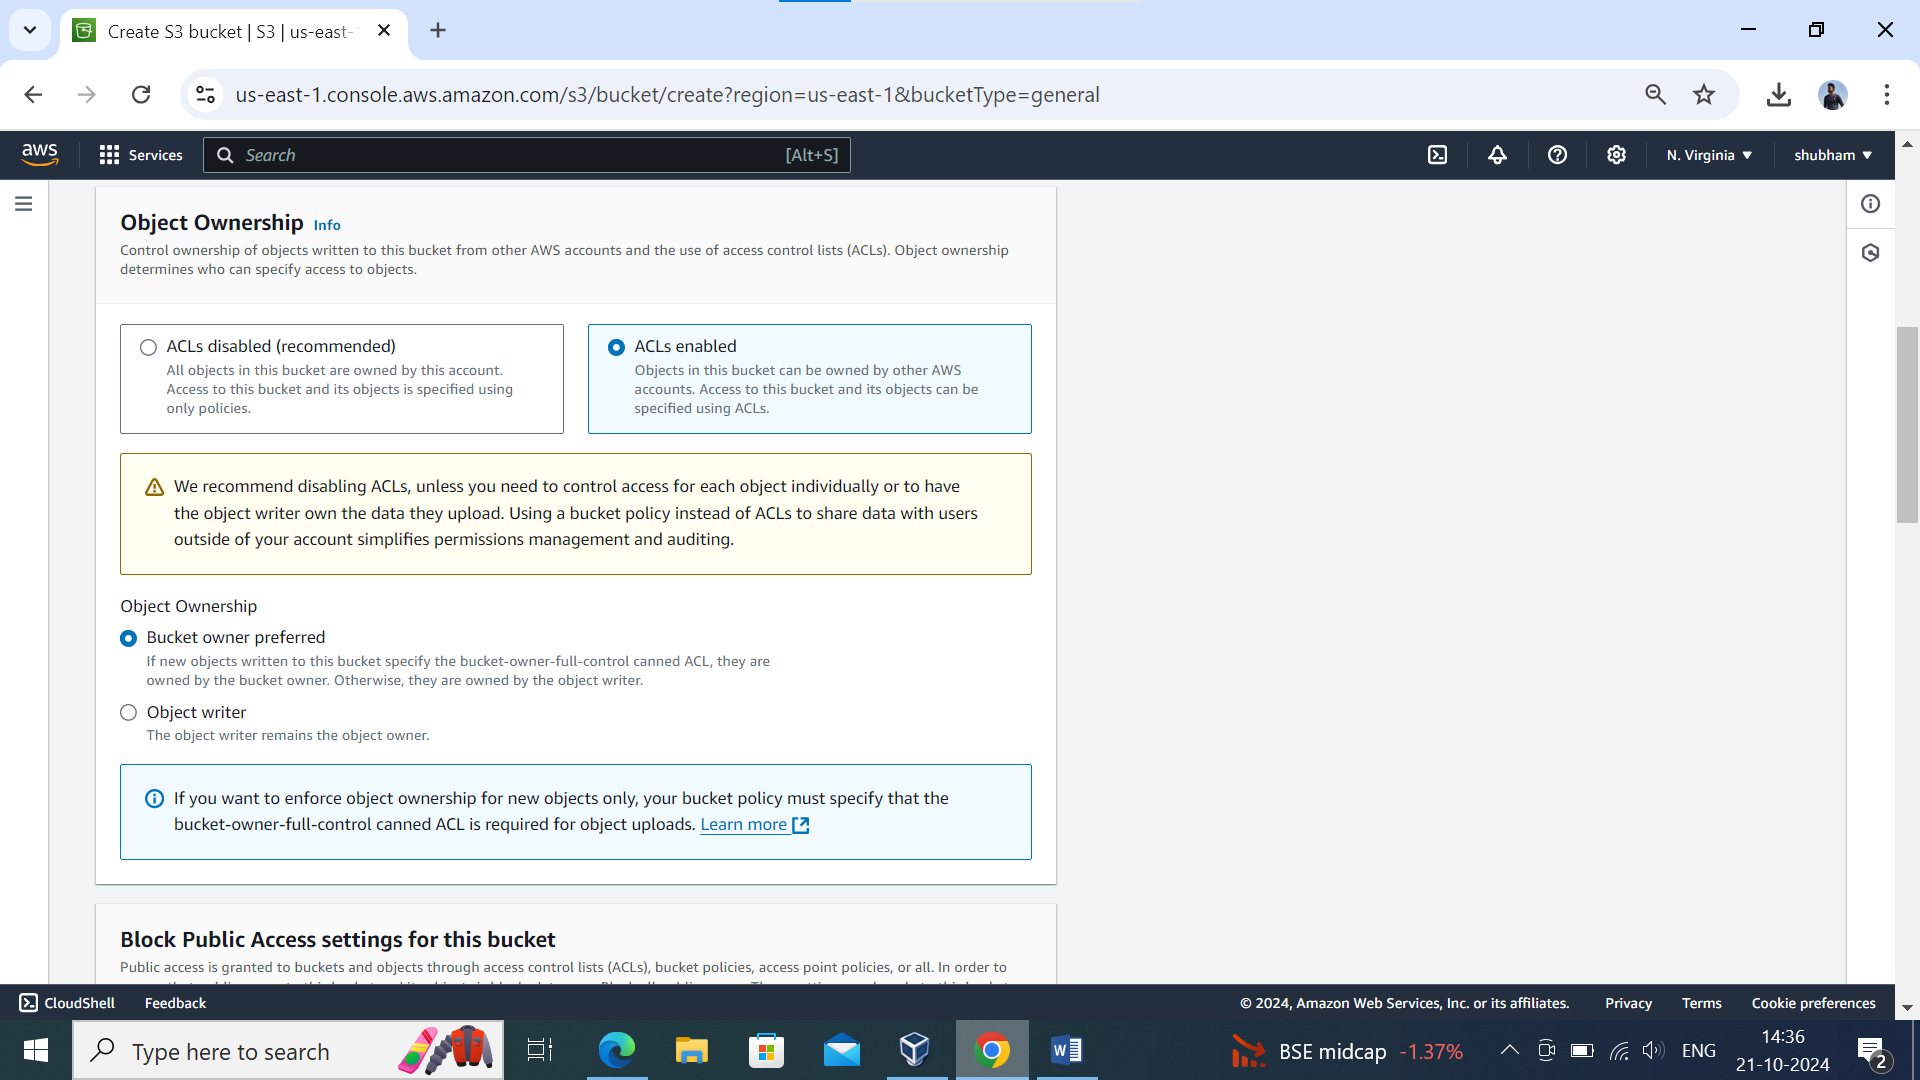 Create S3 bucket | S3 | us-east-
us-east-1.console.aws.amazon.com/s3/bucket/create?region=us-east-1&bucketType=general
aws
Services
Search
[Alt+S]
N. Virginia
shubham
Object Ownership Info
Control ownership of objects written to this bucket from other AWS accounts and the use of access control lists (ACLs). Object ownership
determines who can specify access to objects.
ACLs disabled (recommended)
All objects in this bucket are owned by this account.
Access to this bucket and its objects is specified using
only policies.
ACLs enabled
Objects in this bucket can be owned by other AWS
accounts. Access to this bucket and its objects can be
specified using ACLs.
We recommend disabling ACLs, unless you need to control access for each object individually or to have
the object writer own the data they upload. Using a bucket policy instead of ACLs to share data with users
outside of your account simplifies permissions management and auditing.
Object Ownership
Bucket owner preferred
If new objects written to this bucket specify the bucket-owner-full-control canned ACL, they are
owned by the bucket owner. Otherwise, they are owned by the object writer.
Object writer
The object writer remains the object owner.
If you want to enforce object ownership for new objects only, your bucket policy must specify that the
bucket-owner-full-control canned ACL is required for object uploads. Learn more
Block Public Access settings for this bucket
Public access is granted to buckets and objects through access control lists (ACLs), bucket policies, access point policies, or all. In order to
CloudShell
Feedback
© 2024, Amazon Web Services, Inc. or its affiliates.
Privacy
Terms
Cookie preferences
Type here to search
BSE midcap -1.37%
ENG
14:36
21-10-2024
2